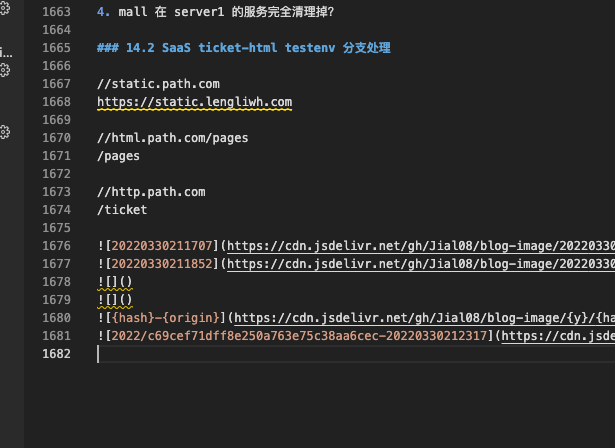 i...
1663 4. mall 在 server1 的服务完全清理掉?
1664
1665 ### 14.2 SaaS ticket-html testenv 分支处理
1666
1667 //static.path.com
1668 https://static.lengliwh.com
1669
1670 //html.path.com/pages
1671 /pages
1672
1673 //http.path.com
1674 /ticket
1675
1676 ![20220330211707](https://cdn.jsdelivr.net/gh/Jial08/blog-image/20220330
1677 ![20220330211852](https://cdn.jsdelivr.net/gh/Jial08/blog-image/20220330
1678 ![]()
1679 ![]()
1680 ![{hash}-{origin}](https://cdn.jsdelivr.net/gh/Jial08/blog-image/{y}/{ha
1681 ![2022/c69cef71dff8e250a763e75c38aa6cec-20220330212317](https://cdn.jsde
1682